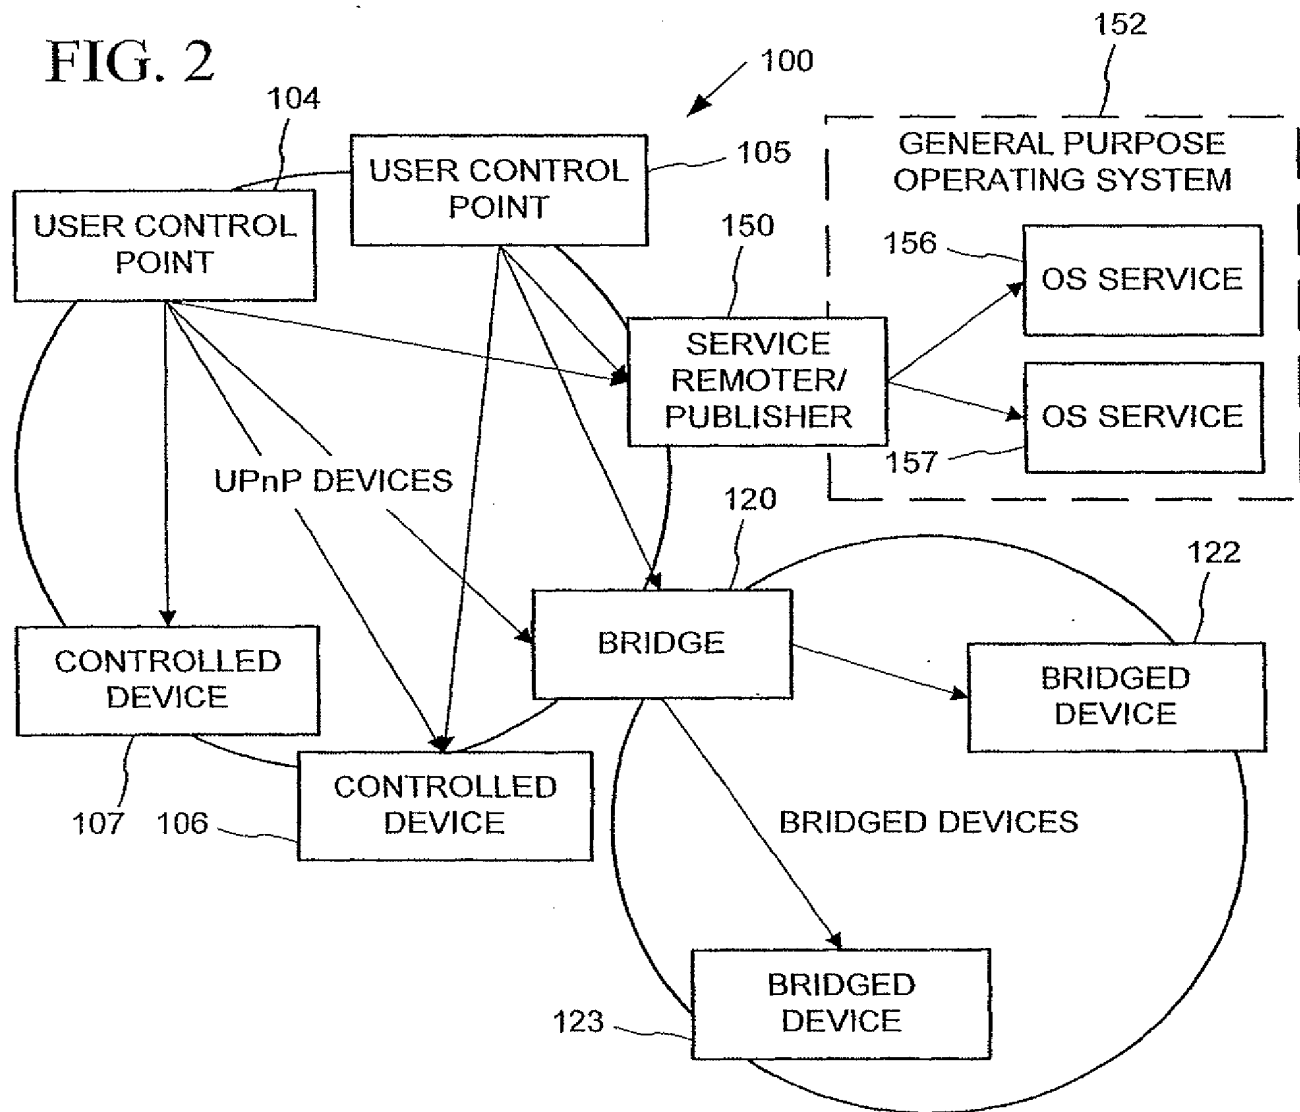 FIG. 2
100
152
104
105
GENERAL PURPOSE
OPERATING SYSTEM
USER CONTROL
POINT
USER CONTROL
POINT
150
156
OS SERVICE
SERVICE
REMOTER/
PUBLISHER
OS SERVICE
157
UPnP DEVICES
120
122
BRIDGE
CONTROLLED
DEVICE
BRIDGED
DEVICE
107
106
CONTROLLED
DEVICE
BRIDGED DEVICES
BRIDGED
DEVICE
123